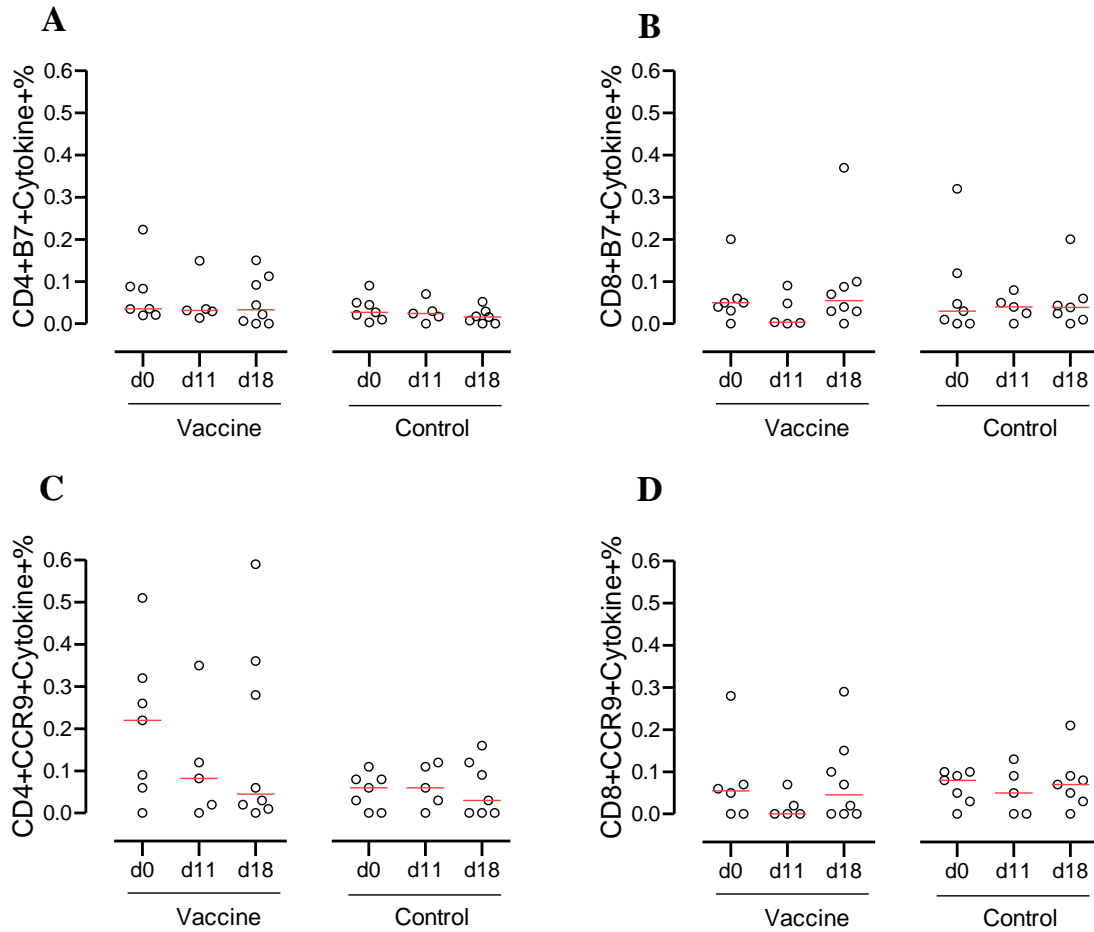 A
CD4+B7+Cytokine+%
0.6
0.5
0.4
0.3
0.2
0.1
0.0
d0 d11 d18 d0 d11 d18
Vaccine Control
B
CD8+B7+Cytokine+%
0.6
0.5
0.4
0.3
0.2
0.1
0.0
d0 d11 d18 d0 d11 d18
Vaccine Control
C
CD4+CCR9+Cytokine+%
0.6
0.5
0.4
0.3
0.2
0.1
0.0
d0 d11 d18 d0 d11 d18
Vaccine Control
D
CD8+CCR9+Cytokine+%
0.6
0.5
0.4
0.3
0.2
0.1
0.0
d0 d11 d18 d0 d11 d18
Vaccine Control